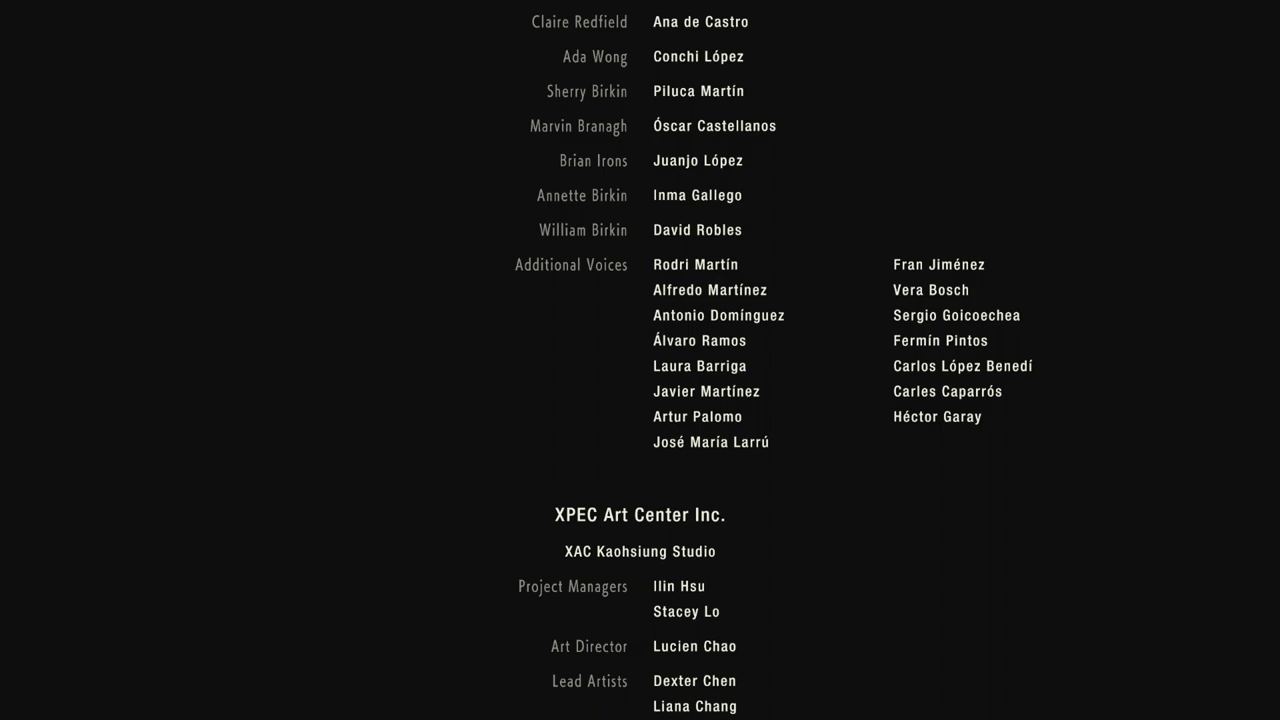 Claire Redfield Ana de Castro
Ada Wong Conchi López
Sherry Birkin Piluca Martín
Marvin Branagh Óscar Castellanos
Brian Irons Juanjo López
Annette Birkin Inma Gallego
William Birkin David Robles
Additional Voices Rodri Martín Fran Jiménez
Alfredo Martínez Vera Bosch
Antonio Domínguez Sergio Goicoechea
Álvaro Ramos Fermín Pintos
Laura Barriga Carlos López Benedí
Javier Martínez Carles Caparrós
Artur Palomo Héctor Garay
José María Larrú
XPEC Art Center Inc.
XAC Kaohsiung Studio
Project Managers Ilin Hsu
Stacey Lo
Art Director Lucien Chao
Lead Artists Dexter Chen
Liana Chang